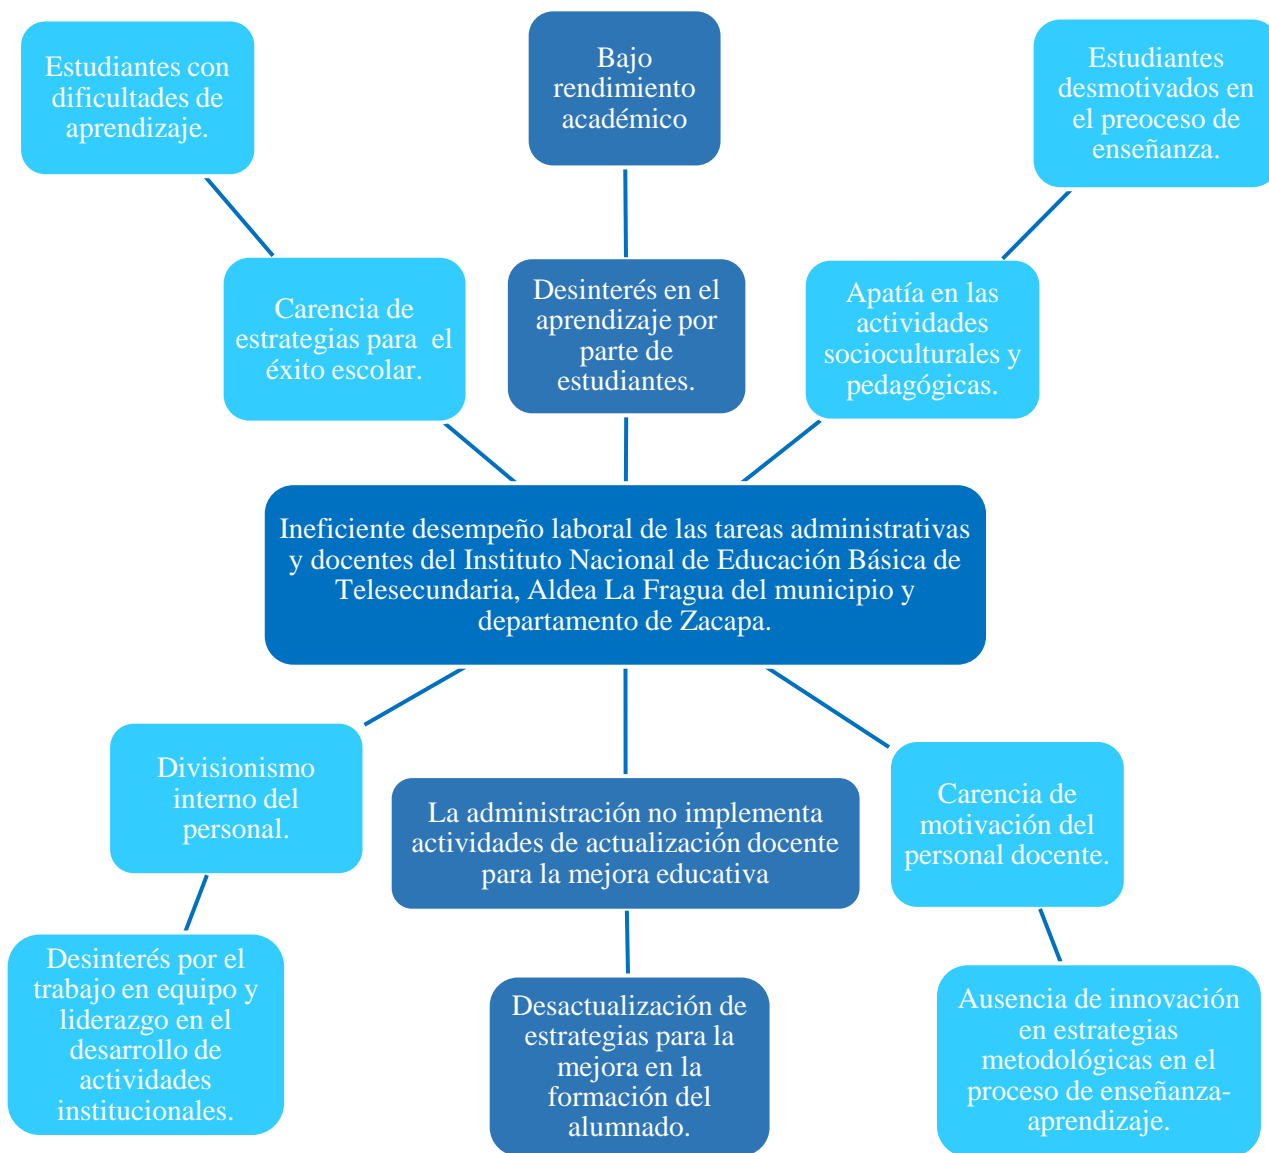 Estudiantes con
dificultades de
aprendizaje.
Bajo
rendimiento
académico
Estudiantes
desmotivados en
el preoceso de
enseñanza.
Carencia de
estrategias para  el
éxito escolar.
Desinterés en el
aprendizaje por
parte de
estudiantes.
Apatía en las
actividades
socioculturales y
pedagógicas.
Ineficiente desempeño laboral de las tareas administrativas
y docentes del Instituto Nacional de Educación Básica de
Telesecundaria, Aldea La Fragua del municipio y
departamento de Zacapa.
Divisionismo
interno del
personal.
La administración no implementa
actividades de actualización docente
para la mejora educativa
Carencia de
motivación del
personal docente.
Desinterés por el
trabajo en equipo y
liderazgo en el
desarrollo de
actividades
institucionales.
Desactualización de
estrategias para la
mejora en la
formación del
alumnado.
Ausencia de innovación
en estrategias
metodológicas en el
proceso de enseñanza-
aprendizaje.